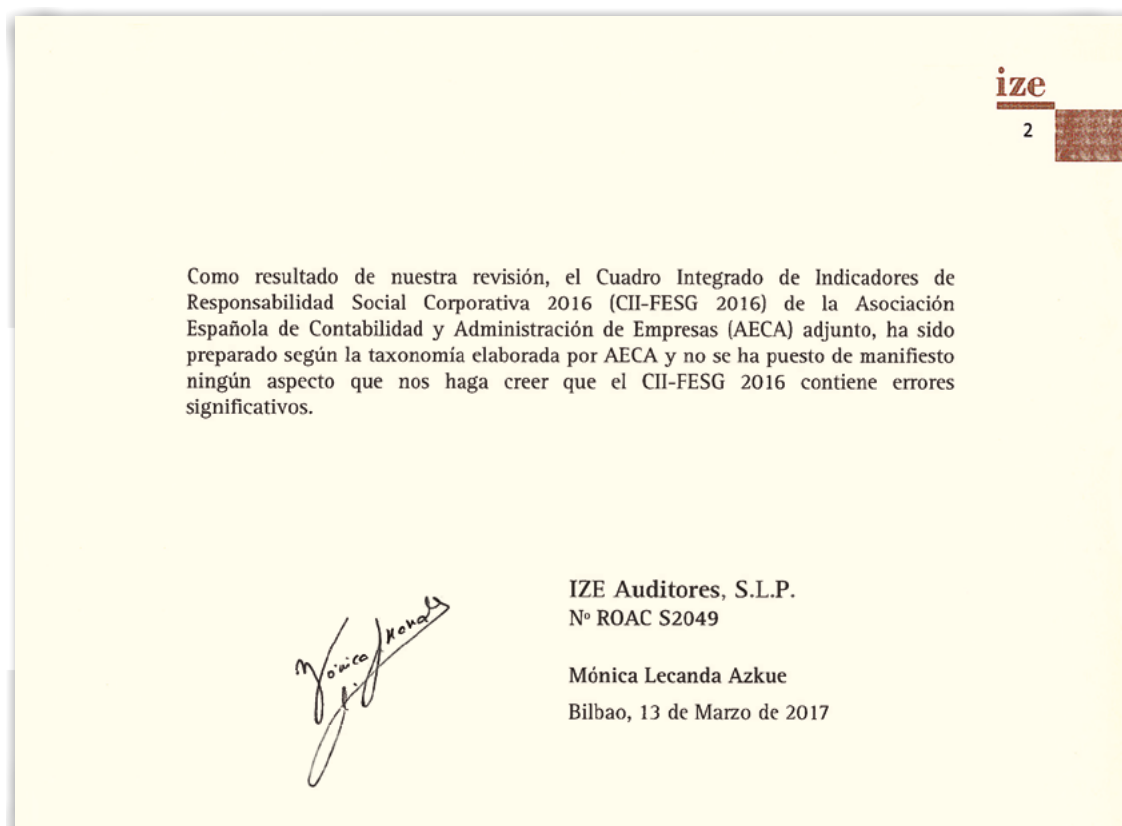 ize
2
Como resultado de nuestra revisión, el Cuadro Integrado de Indicadores de
Responsabilidad Social Corporativa 2016 (CII-FESG 2016) de la Asociación
Española de Contabilidad y Administración de Empresas (AECA) adjunto, ha sido
preparado según la taxonomía elaborada por AECA y no se ha puesto de manifiesto
ningún aspecto que nos haga creer que el CII-FESG 2016 contiene errores
significativos.
IZE Auditores, S.L.P.
Nº ROAC S2049
Mónica
Mónica Lecanda Azkue
Bilbao, 13 de Marzo de 2017